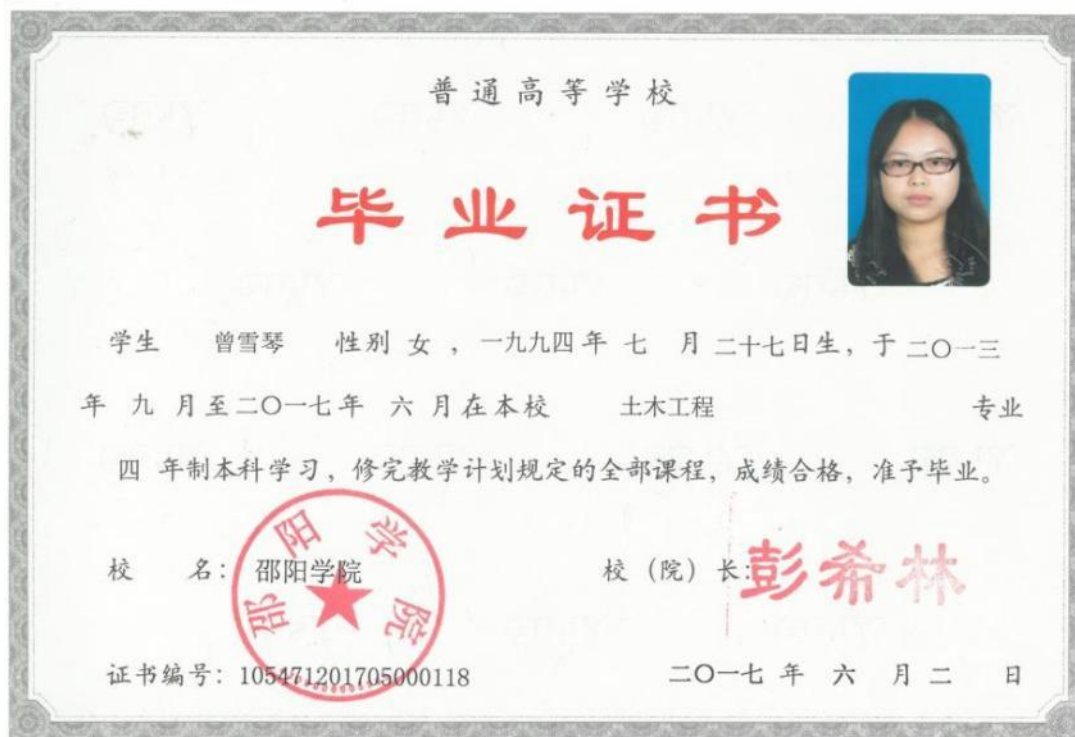 普通高等学校
毕业证书
学生 曾雪琴 性别 女 ，一九九四年 七 月 二十七日生，于 二〇一三
年 九 月至二〇一七年 六 月在本校 土木工程 专业
四 年制本科学习，修完教学计划规定的全部课程，成绩合格，准予毕业。
邵阳学院
校 名：邵阳学院 校（院）长：彭希林
证书编号：105471201705000118 二〇一七 年 六 月 二 日